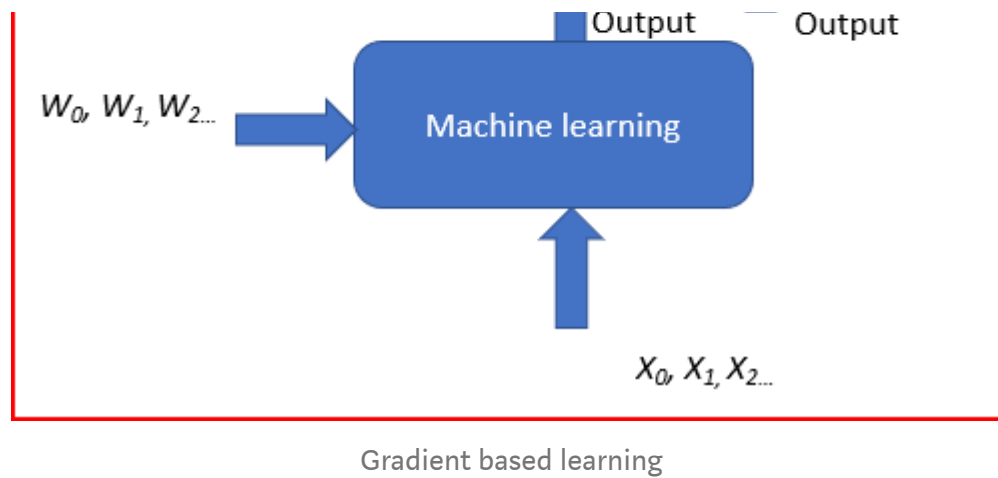 Output
Output
W0, W1, W2...
Machine learning
X0, X1, X2...
Gradient based learning